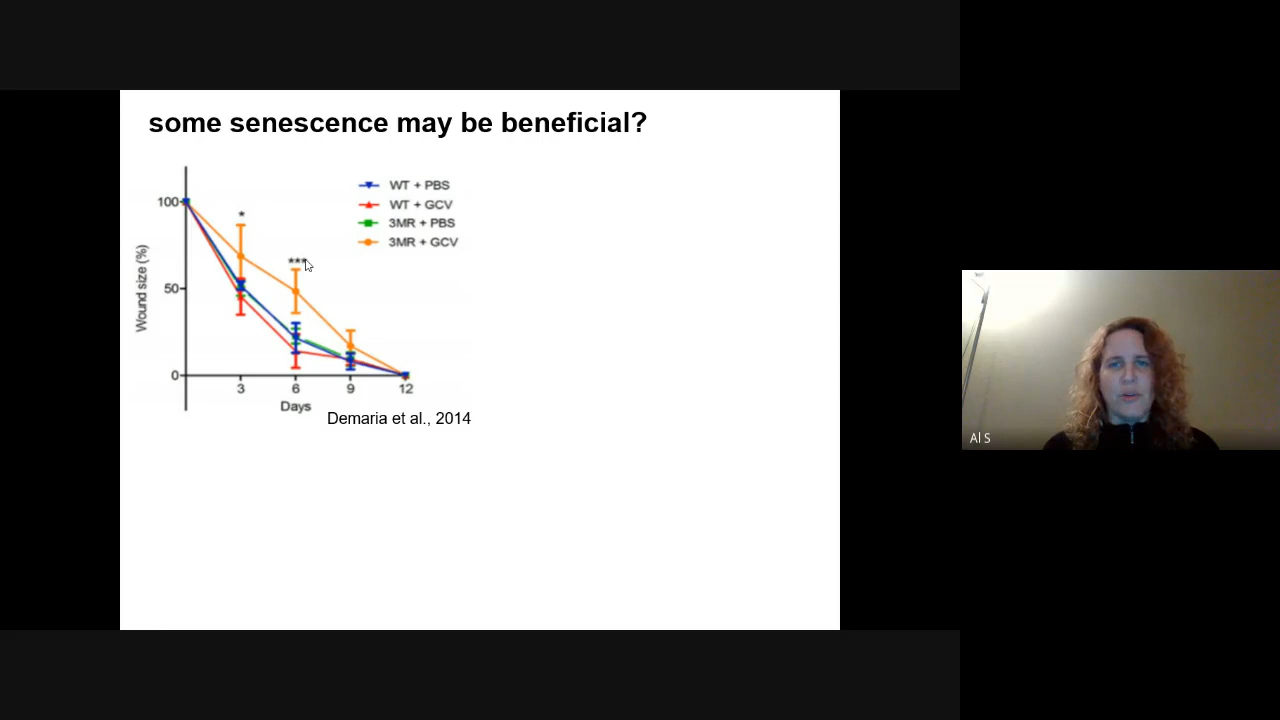 some senescence may be beneficial?
WT + PBS
WT + GCV
3MR + PBS
3MR + GCV
100
50
0
*
***
Wound size (%)
3 6 9 12
Days
Demaria et al., 2014
Al S